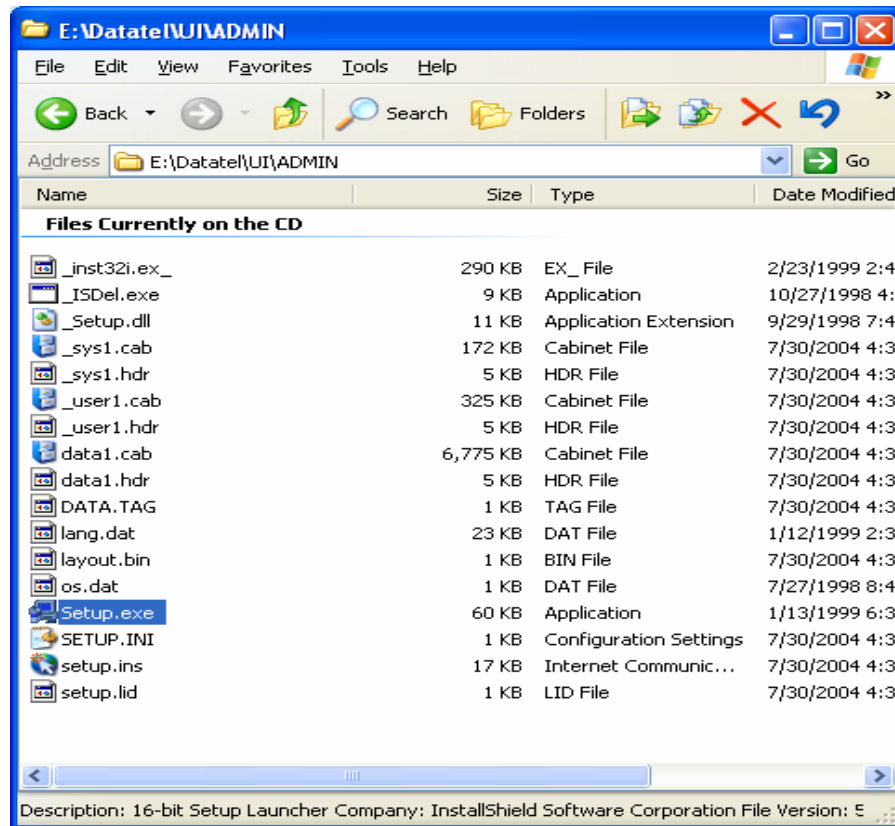 E:\Datatel\UI\ADMIN
File Edit View Favorites Tools Help
Back Search Folders »
Address E:\Datatel\UI\ADMIN Go
Name Size Type Date Modified
Files Currently on the CD
_inst32i.ex_ 290 KB EX_ File 2/23/1999 2:4
_ISDel.exe 9 KB Application 10/27/1998 4:
_Setup.dll 11 KB Application Extension 9/29/1998 7:4
_sys1.cab 172 KB Cabinet File 7/30/2004 4:3
_sys1.hdr 5 KB HDR File 7/30/2004 4:3
_user1.cab 325 KB Cabinet File 7/30/2004 4:3
_user1.hdr 5 KB HDR File 7/30/2004 4:3
data1.cab 6,775 KB Cabinet File 7/30/2004 4:3
data1.hdr 5 KB HDR File 7/30/2004 4:3
DATA.TAG 1 KB TAG File 7/30/2004 4:3
lang.dat 23 KB DAT File 1/12/1999 2:3
layout.bin 1 KB BIN File 7/30/2004 4:3
os.dat 1 KB DAT File 7/27/1998 8:4
Setup.exe 60 KB Application 1/13/1999 6:3
SETUP.INI 1 KB Configuration Settings 7/30/2004 4:3
setup.ins 17 KB Internet Communic... 7/30/2004 4:3
setup.lid 1 KB LID File 7/30/2004 4:3
Description: 16-bit Setup Launcher Company: InstallShield Software Corporation File Version: 5